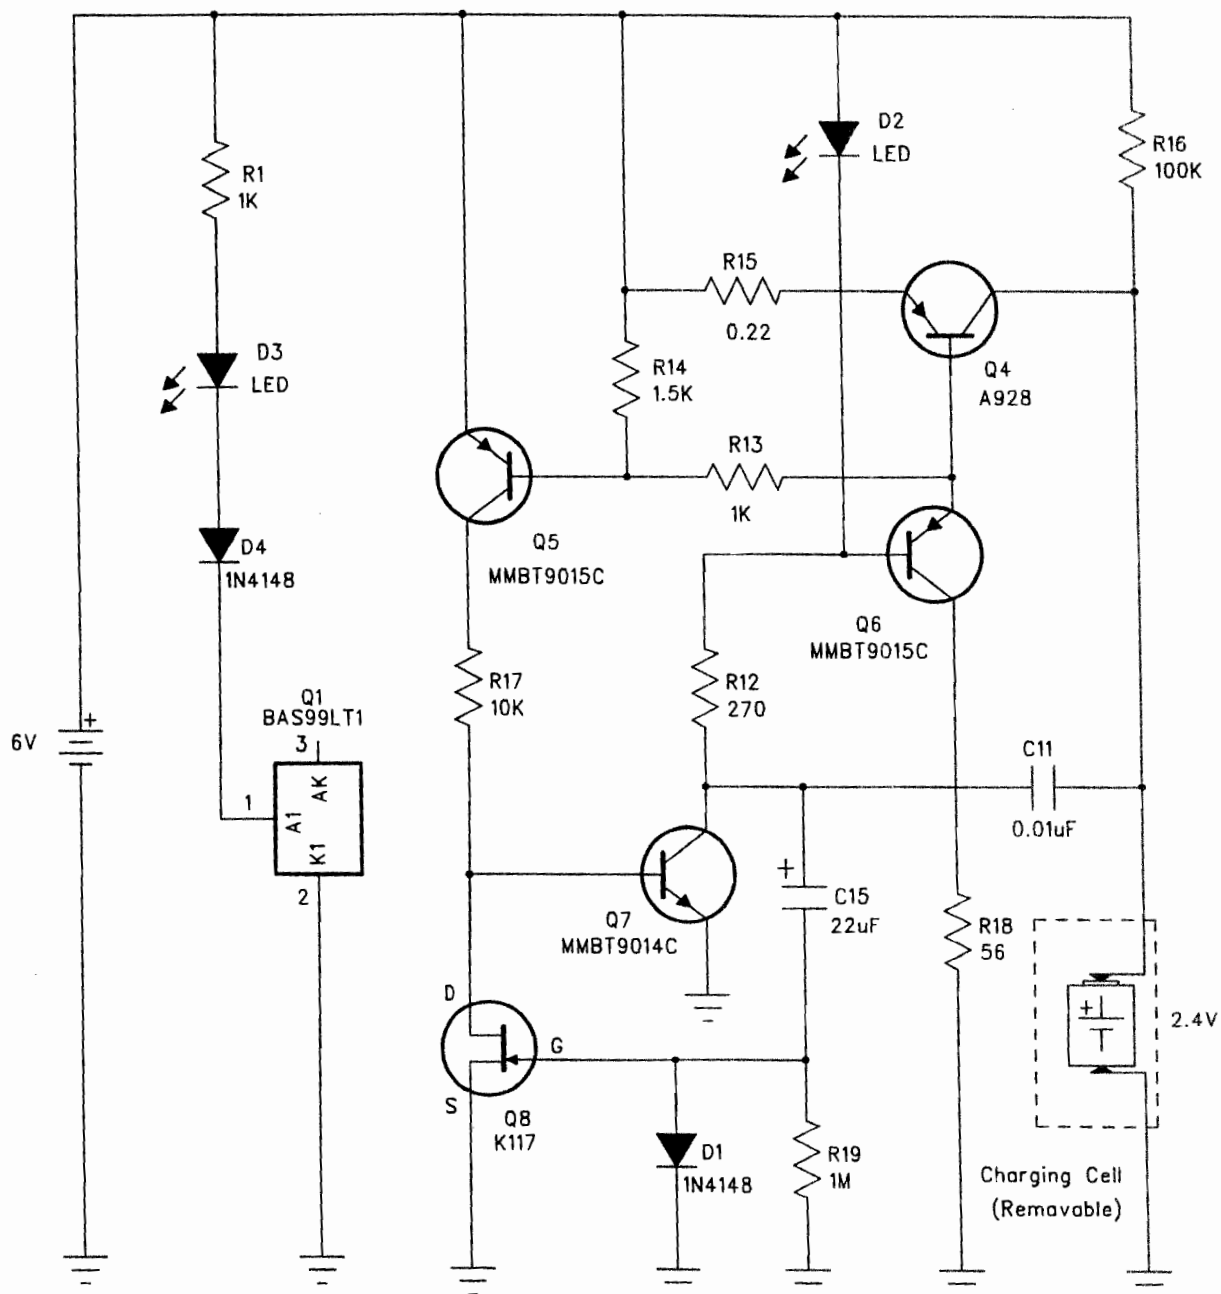 D2
LED
R16
100K
R1
1K
R15
0.22
D3
LED
R14
1.5K
Q4
A928
R13
1K
D4
1N4148
Q5
MMBT9015C
Q6
MMBT9015C
R17
10K
R12
270
Q1
BAS99LT1
6V
+
3
1
A1
AK
K1
2
C11
0.01uF
+
C15
22uF
Q7
MMBT9014C
R18
56
D
G
S
Q8
K117
+
2.4V
D1
1N4148
R19
1M
Charging Cell
(Removable)